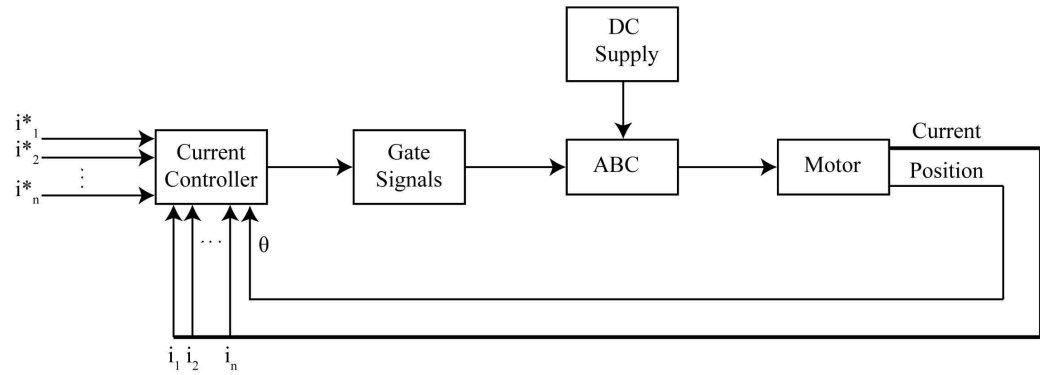 DC
Supply
i*₁
i*₂
⋮
i*ₙ
Current
Controller
Gate
Signals
ABC
Motor
Current
Position
...
θ
i₁ i₂ iₙ